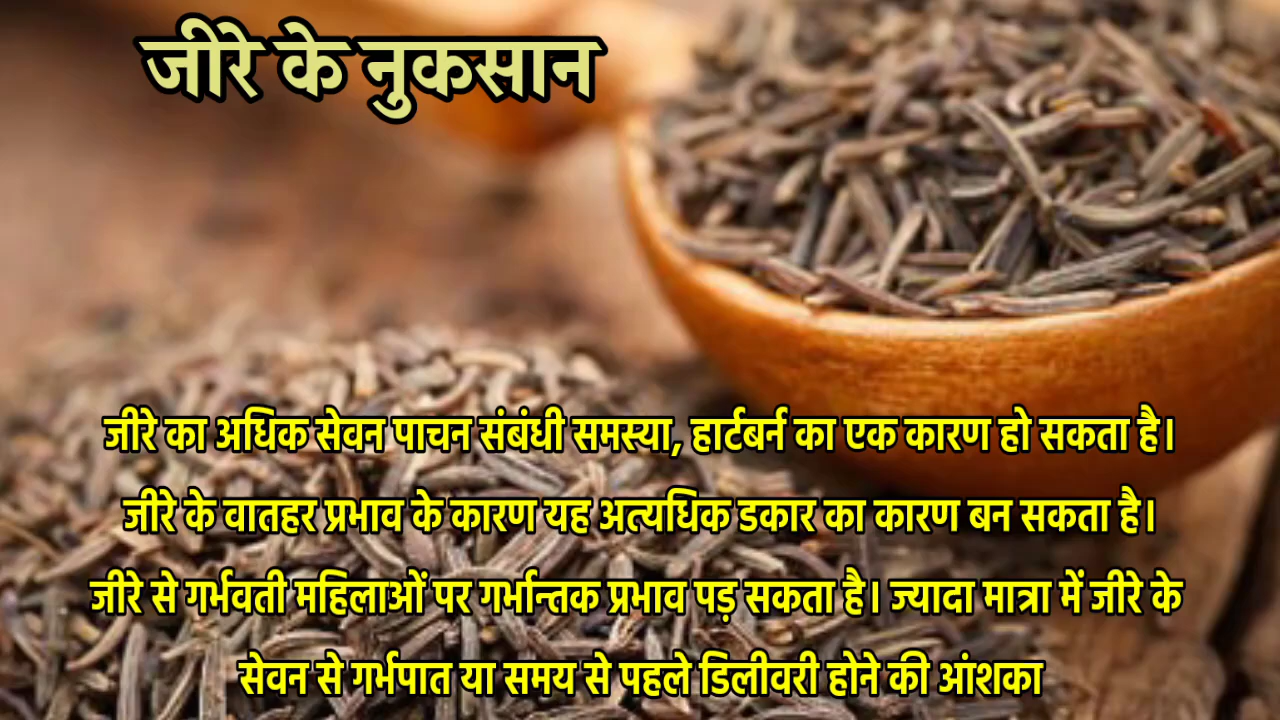 जीरे के नुकसान
जीरे का अधिक सेवन पाचन संबंधी समस्या, हार्टबर्न का एक कारण हो सकता है।
जीरे के वातहर प्रभाव के कारण यह अत्यधिक डकार का कारण बन सकता है।
जीरे से गर्भवती महिलाओं पर गर्भान्तक प्रभाव पड़ सकता है। ज्यादा मात्रा में जीरे के
सेवन से गर्भपात या समय से पहले डिलीवरी होने की आंशका